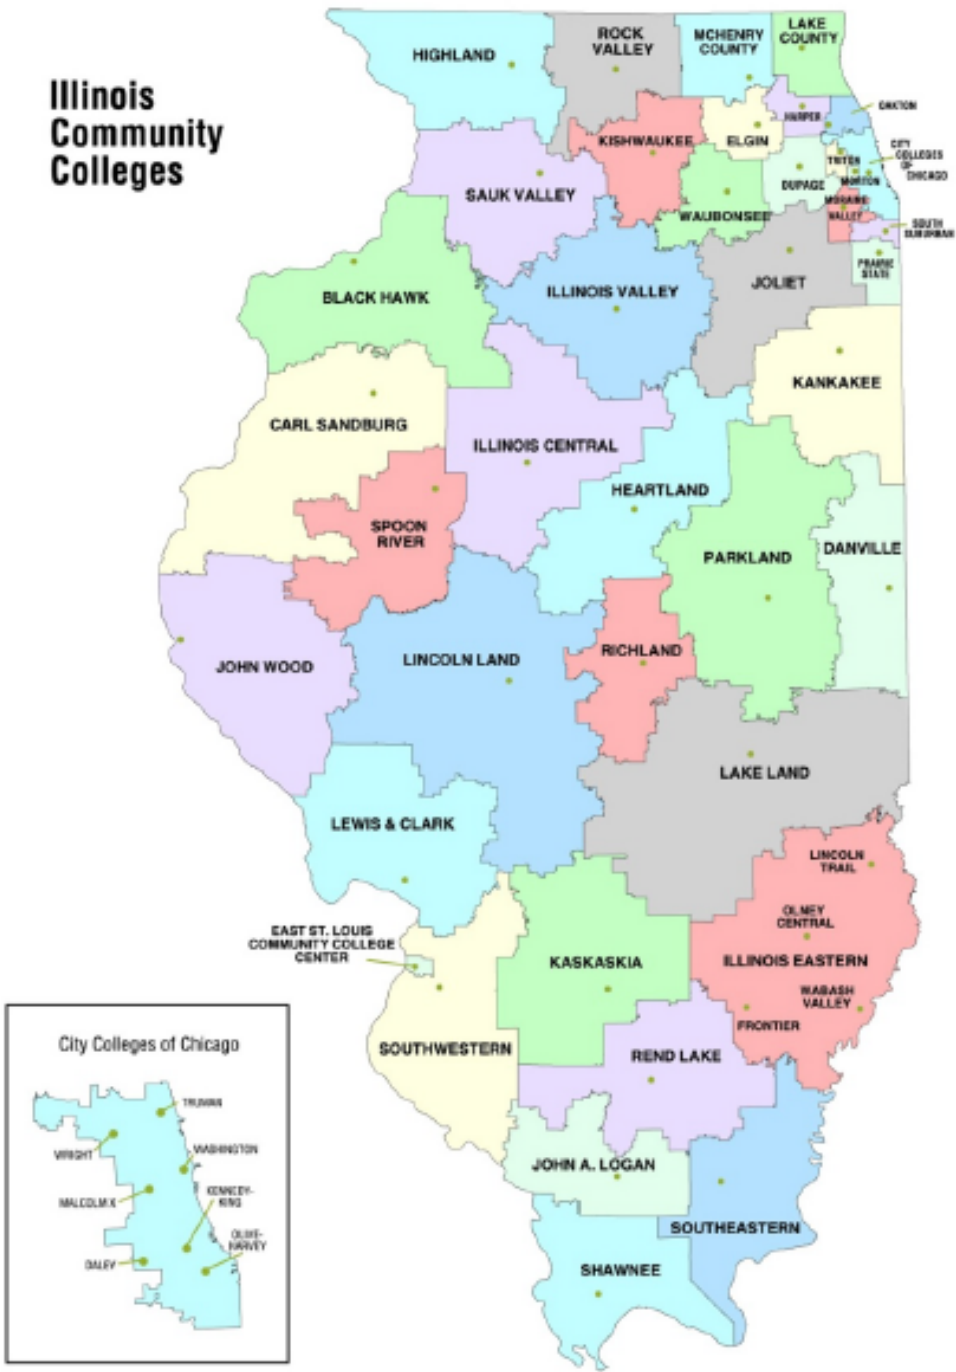 Illinois
Community
Colleges
HIGHLAND
ROCK
VALLEY
MCHENRY
COUNTY
LAKE
COUNTY
KISHWAUKEE
ELGIN
HARPER
OAKTON
CITY
COLLEGES
OF
CHICAGO
TRITON
MORTON
DUPAGE
MORAINE
VALLEY
SOUTH
SUBURBAN
PRAIRIE
STATE
SAUK VALLEY
WAUBONSEE
BLACK HAWK
ILLINOIS VALLEY
JOLIET
KANKAKEE
CARL SANDBURG
ILLINOIS CENTRAL
HEARTLAND
SPOON
RIVER
PARKLAND
DANVILLE
JOHN WOOD
LINCOLN LAND
RICHLAND
LAKE LAND
LEWIS & CLARK
LINCOLN
TRAIL
OLNEY
CENTRAL
ILLINOIS EASTERN
WABASH
VALLEY
FRONTIER
EAST ST. LOUIS
COMMUNITY COLLEGE
CENTER
KASKASKIA
SOUTHWESTERN
REND LAKE
JOHN A. LOGAN
SOUTHEASTERN
SHAWNEE
City Colleges of Chicago
TRUMAN
WRIGHT
WASHINGTON
MALCOLM X
KENNEDY-
KING
OLIVE-
HARVEY
DALEY